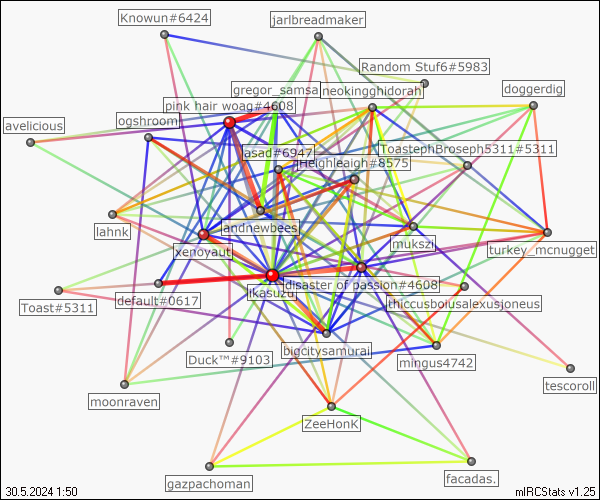 Knowun#6424
jarlbreadmaker
Random Stuf6#5983
gregor_samsa
neokingghidorah
doggerdig
pink hair woag#4608
ogshroom
avelicious
ToastephBroseph5311#5311
asad#6947
Heighleigh#8575
lahnk
andnewbees
mukszi
xenoyaut
turkey_mcnugget
disaster of passion#4608
ikasuzu
default#0617
ithiccusbolusalexusjoneus
Toast#5311
bigcitysamurai
Duck™#9103
mingus4742
tescoroll
moonraven
ZeeHonK
facadas.
gazpachoman
30.5.2024 1:50
mIRCStats v1.25